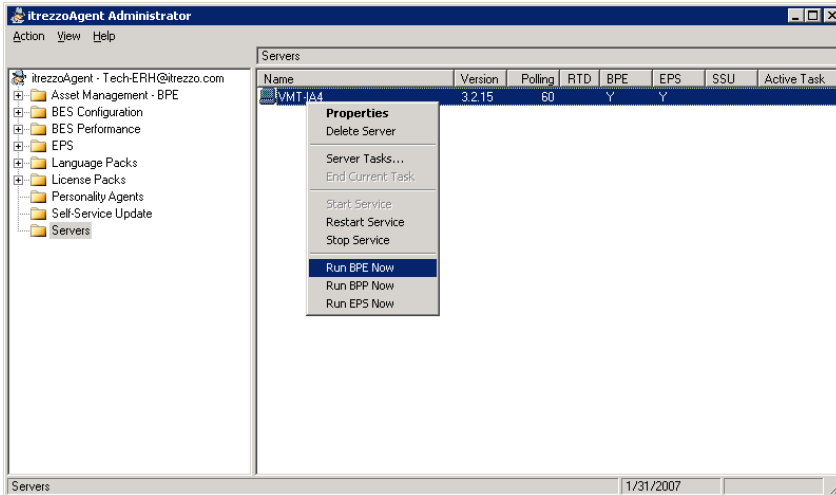 itrezzoAgent Administrator
Action View Help
Servers
itrezzoAgent - Tech-ERH@itrezzo.com
Asset Management - BPE
BES Configuration
BES Performance
EPS
Language Packs
License Packs
Personality Agents
Self-Service Update
Servers
Name Version Polling RTD BPE EPS SSU Active Task
VMT-IA4 3.2.15 60 Y Y
Properties
Delete Server
Server Tasks...
End Current Task
Start Service
Restart Service
Stop Service
Run BPE Now
Run BPP Now
Run EPS Now
Servers 1/31/2007